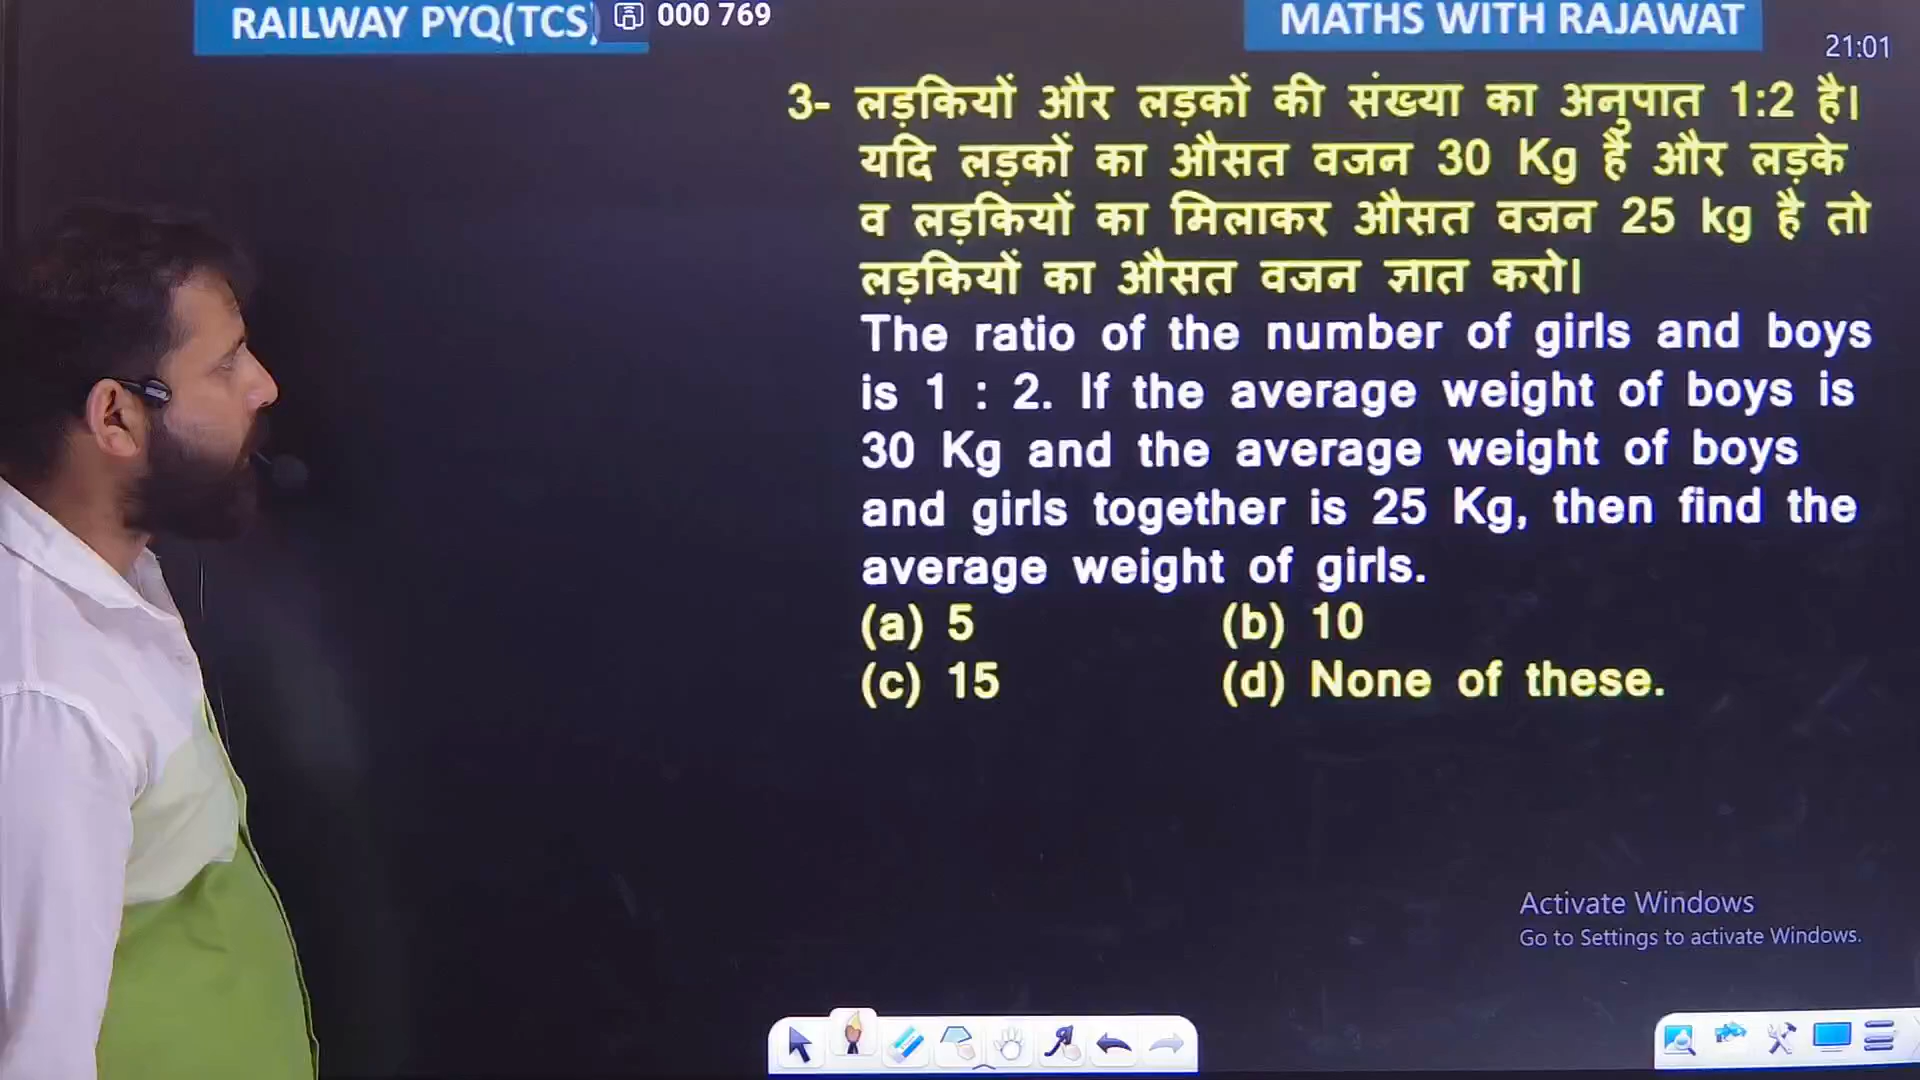 RAILWAY PYQ(TCS)
000 769
MATHS WITH RAJAWAT
21:01
3- लड़कियों और लड़कों की संख्या का अनुपात 1:2 है।
यदि लड़कों का औसत वजन 30 Kg है और लड़के
व लड़कियों का मिलाकर औसत वजन 25 kg है तो
लड़कियों का औसत वजन ज्ञात करो।
The ratio of the number of girls and boys
is 1 : 2. If the average weight of boys is
30 Kg and the average weight of boys
and girls together is 25 Kg, then find the
average weight of girls.
(a) 5 (b) 10
(c) 15 (d) None of these.
Activate Windows
Go to Settings to activate Windows.